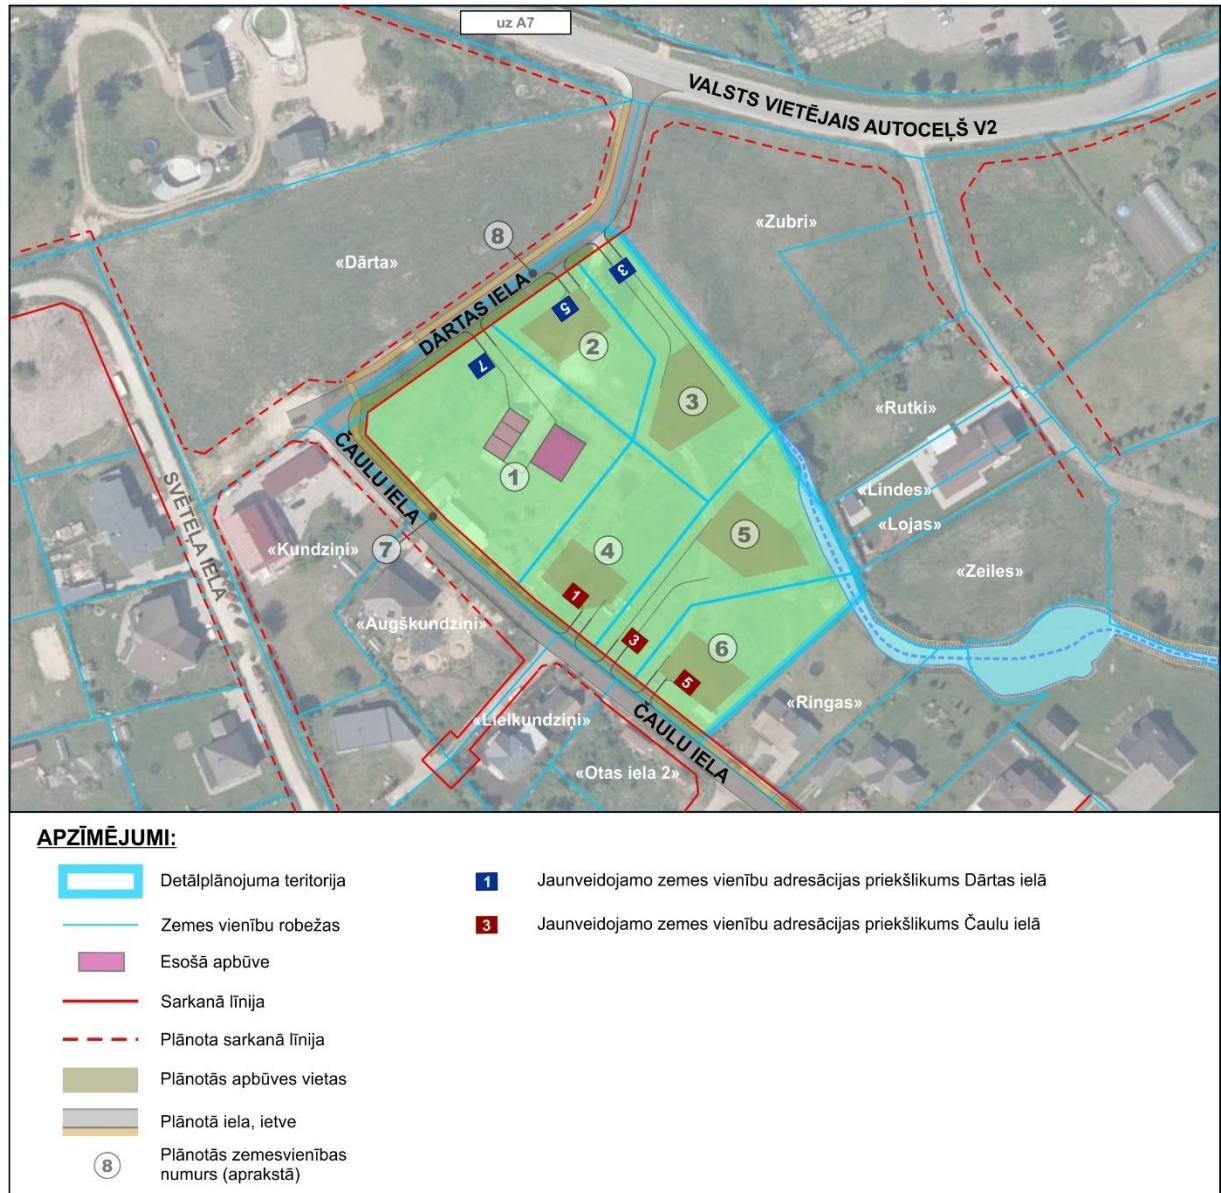 uz A7
VALSTS VIETĒJAIS AUTOCEĻŠ V2
«Zubri»
8
«Dārta»
3
DĀRTAS IELA
5
2
7
3
«Rutki»
ČAULU IELA
1
«Lindes»
SVĒTEĻA IELA
«Lojas»
5
7
4
«Kundziņi»
«Zeiles»
1
«Augškundziņi»
3
6
5
«Ringas»
«Lielkundziņi»
ČAULU IELA
«Otas iela 2»
APZĪMĒJUMI:
Detālplānojuma teritorija
1 Jaunveidojamo zemes vienību adresācijas priekšlikums Dārtas ielā
Zemes vienību robežas
3 Jaunveidojamo zemes vienību adresācijas priekšlikums Čaulu ielā
Esošā apbūve
Sarkanā līnija
Plānota sarkanā līnija
Plānotās apbūves vietas
Plānotā iela, ietve
8 Plānotās zemesvienības
numurs (aprakstā)